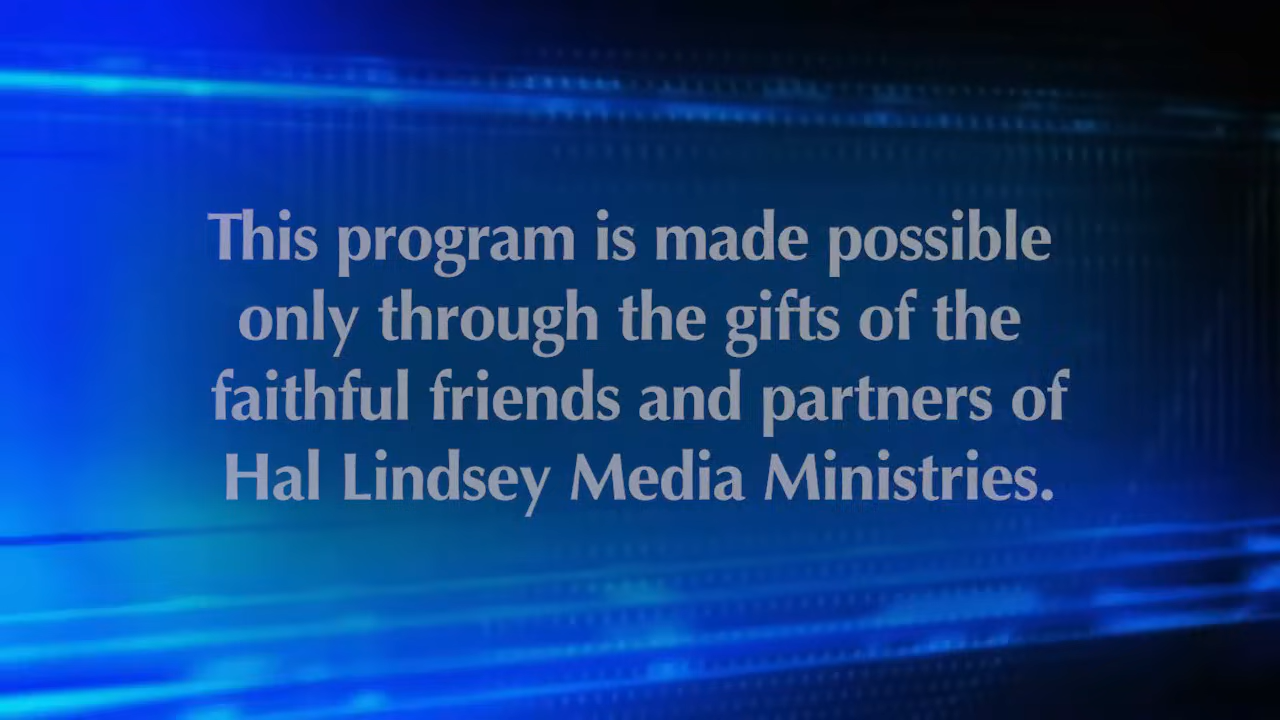 This program is made possible
only through the gifts of the
faithful friends and partners of
Hal Lindsey Media Ministries.